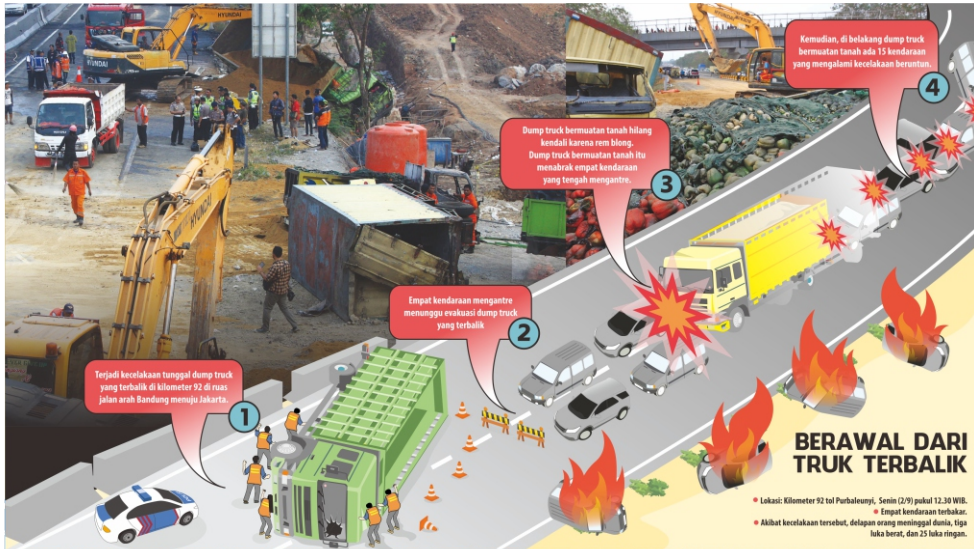 HYUNDAI
HYUNDAI
HYUNDAI
Terjadi kecelakaan tunggal dump truck
yang terbalik di kilometer 92 di ruas
jalan arah Bandung menuju Jakarta.
1
Empat kendaraan mengantre
menunggu evakuasi dump truck
yang terbalik
2
Dump truck bermuatan tanah hilang
kendali karena rem blong.
Dump truck bermuatan tanah itu
menabrak empat kendaraan
yang tengah mengantre.
3
Kemudian, di belakang dump truck
bermuatan tanah ada 15 kendaraan
yang mengalami kecelakaan beruntun.
4
BERAWAL DARI
TRUK TERBALIK
• Lokasi: Kilometer 92 tol Purbaleunyi, Senin (2/9) pukul 12.30 WIB.
• Empat kendaraan terbakar.
• Akibat kecelakaan tersebut, delapan orang meninggal dunia, tiga
luka berat, dan 25 luka ringan.